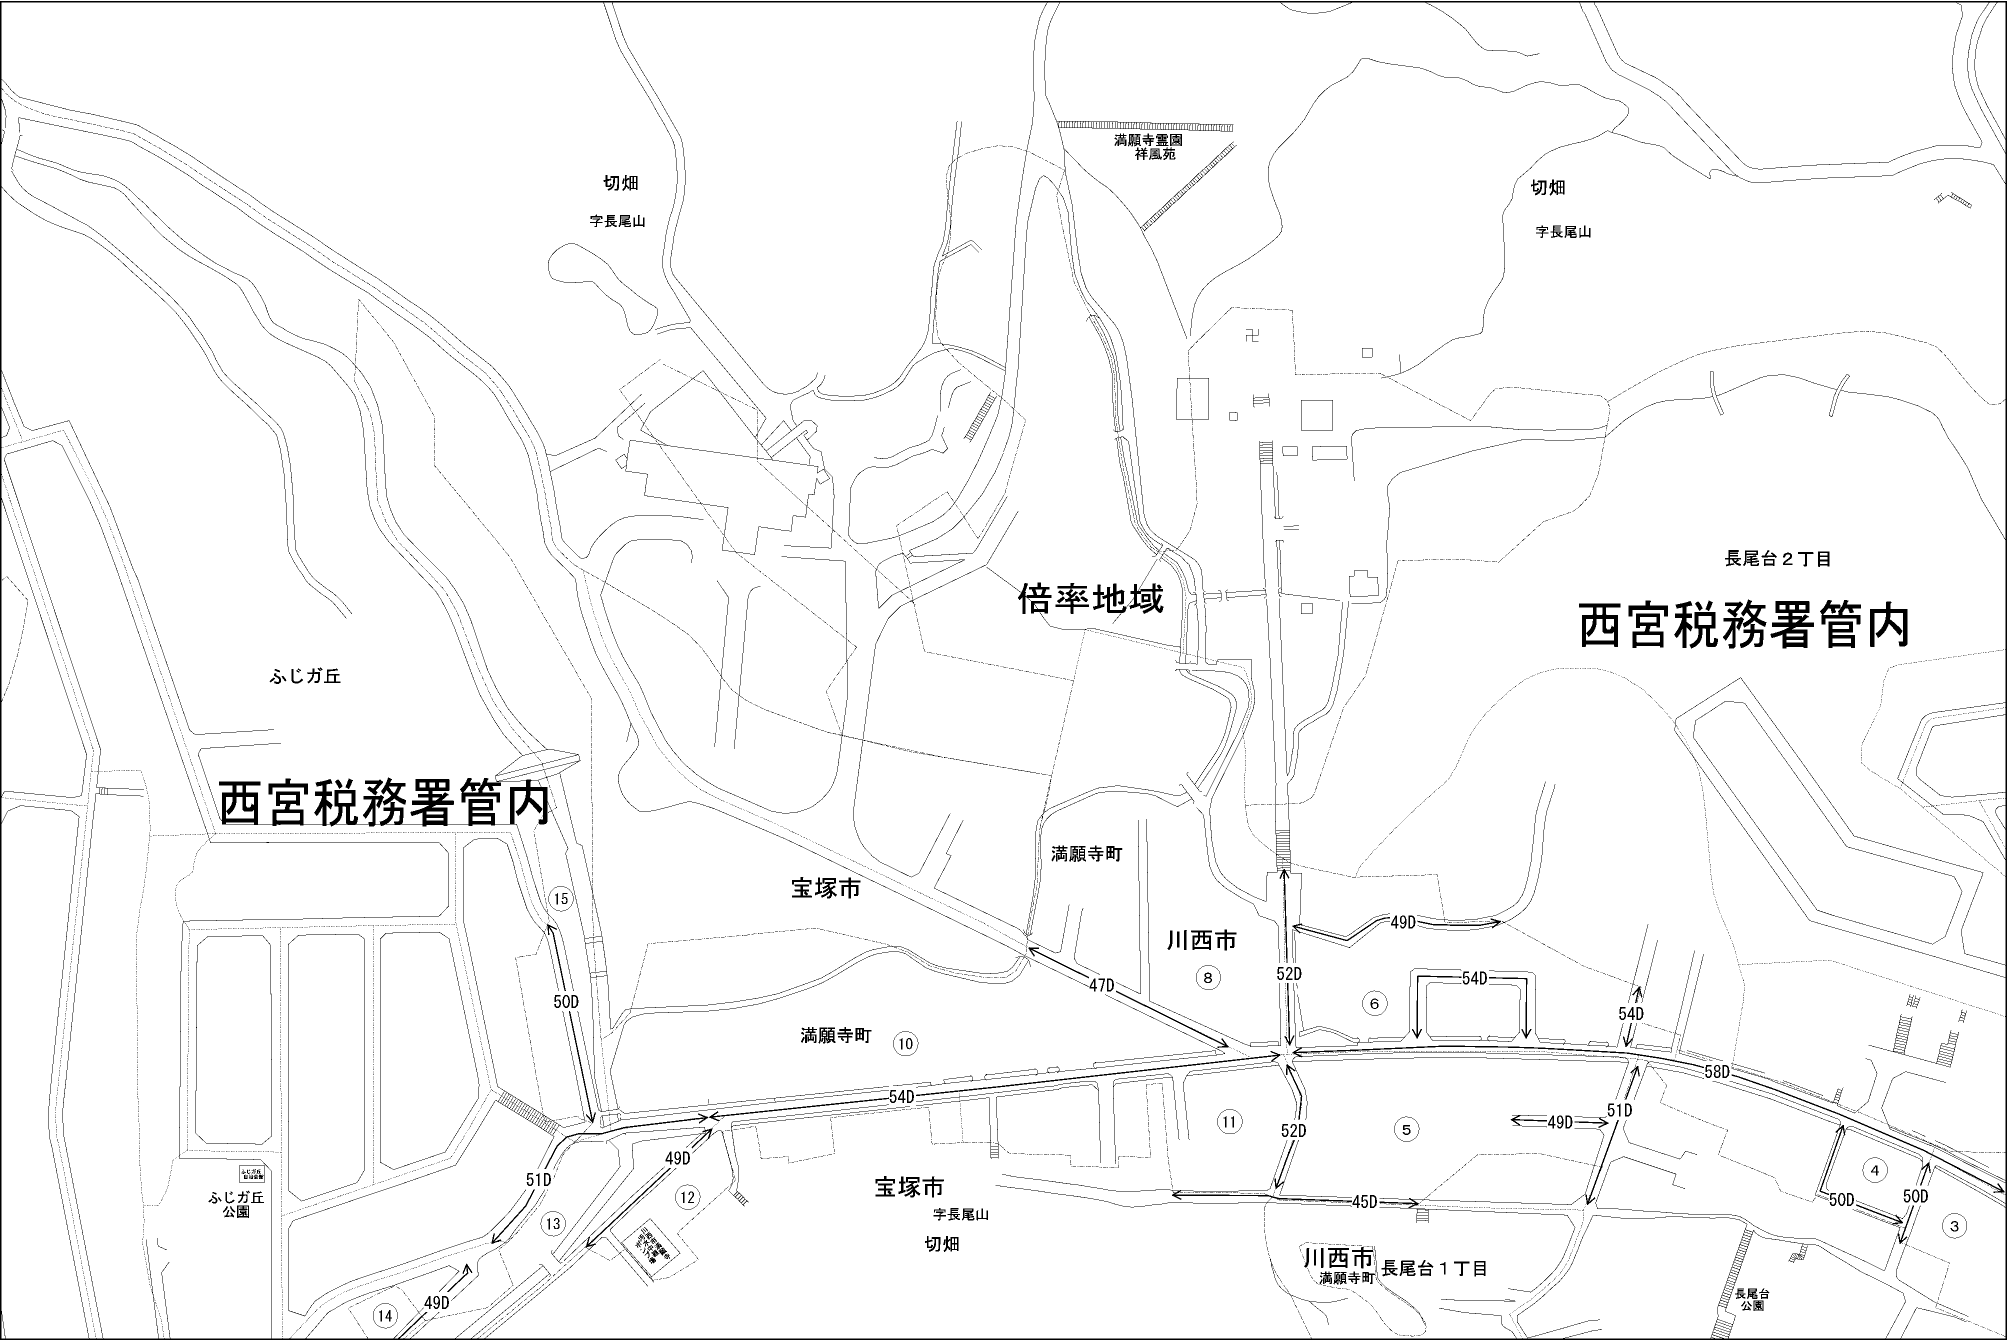 満願寺霊園
祥風苑
切畑
字長尾山
切畑
字長尾山
長尾台２丁目
倍率地域
西宮税務署管内
ふじガ丘
西宮税務署管内
満願寺町
宝塚市
15
49D
川西市
8
52D
54D
47D
50D
6
54D
満願寺町
10
58D
54D
51D
11
49D
5
52D
49D
4
51D
ふじガ丘
公園
12
宝塚市
50D
50D
45D
字長尾山
13
3
切畑
川西市
長尾台１丁目
満願寺町
長尾台
公園
49D
14